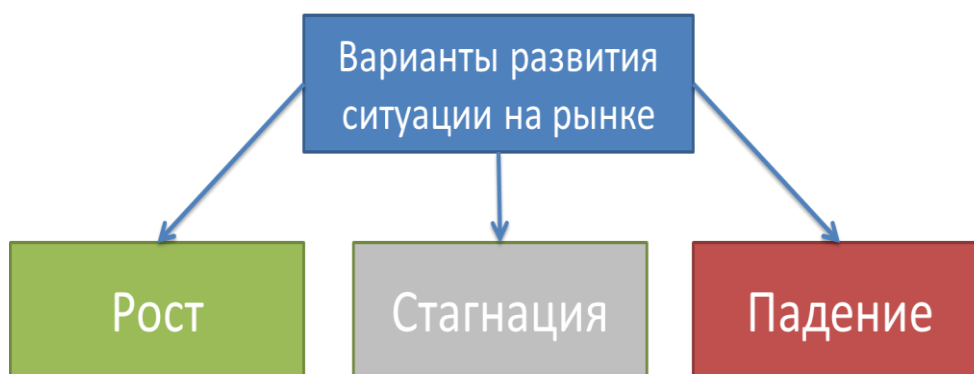 Варианты развития
ситуации на рынке
Рост
Стагнация
Падение